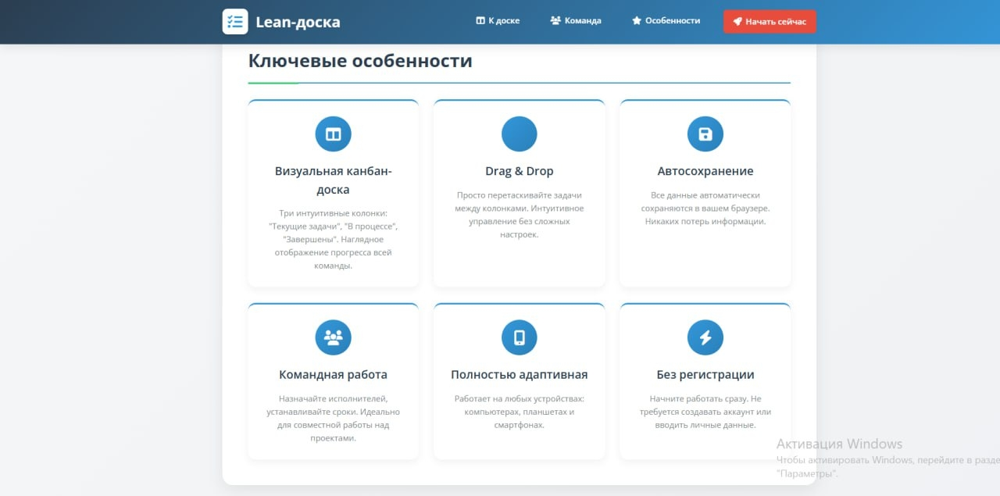 Lean-доска
К доске
Команда
Особенности
Начать сейчас
Ключевые особенности
Визуальная канбан-
доска
Три интуитивные колонки:
"Текущие задачи", "В процессе",
"Завершены". Наглядное
отображение прогресса всей
команды.
Drag & Drop
Просто перетаскивайте задачи
между колонками. Интуитивное
управление без сложных
настроек.
Автосохранение
Все данные автоматически
сохраняются в вашем браузере.
Никаких потерь информации.
Командная работа
Назначайте исполнителей,
устанавливайте сроки. Идеально
для совместной работы над
проектами.
Полностью адаптивная
Работает на любых устройствах:
компьютерах, планшетах и
смартфонах.
Без регистрации
Начните работать сразу. Не
требуется создавать аккаунт или
вводить личные данные.
Активация Windows
Чтобы активировать Windows, перейдите в разде
"Параметры".